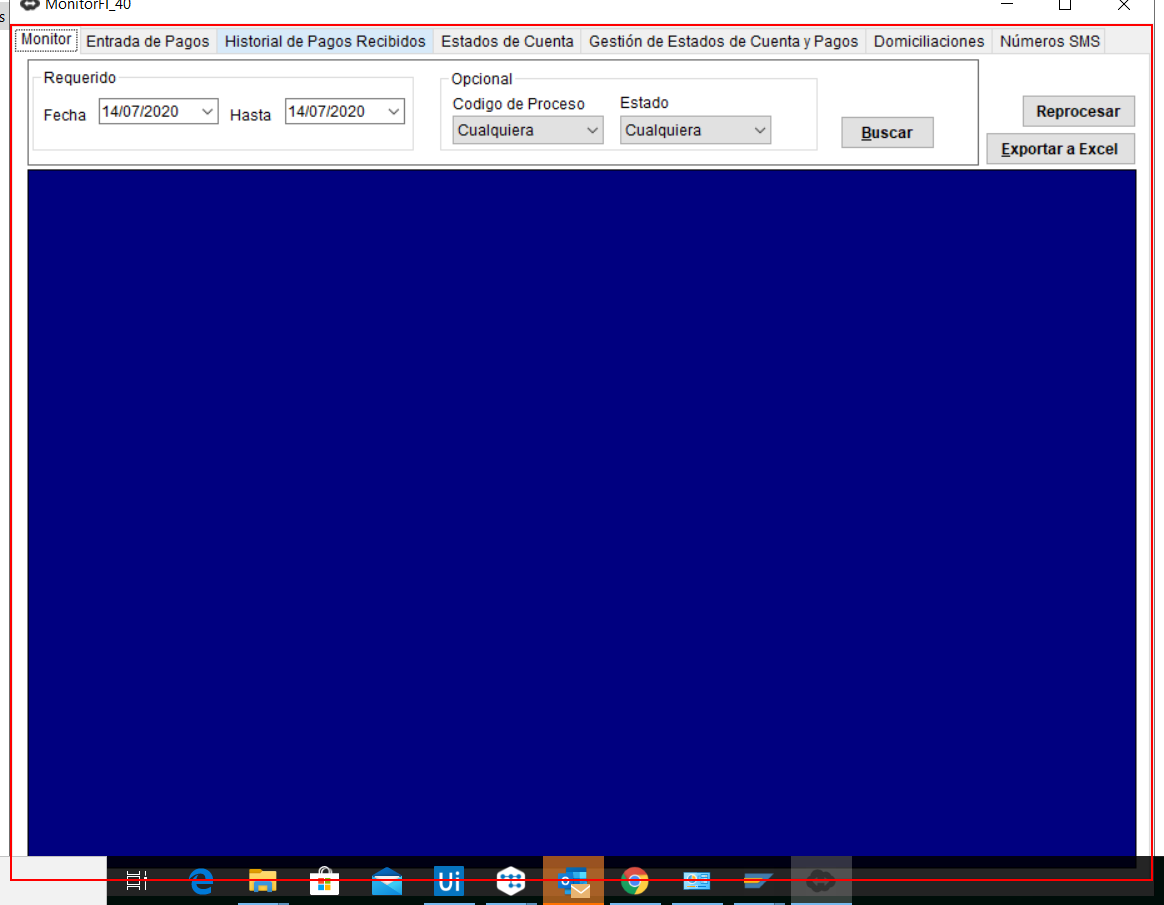 s
MonitorFI_40
Monitor Entrada de Pagos Historial de Pagos Recibidos Estados de Cuenta Gestión de Estados de Cuenta y Pagos Domiciliaciones Números SMS
Requerido
Fecha 14/07/2020 Hasta 14/07/2020
Opcional
Codigo de Proceso Estado
Cualquiera Cualquiera
Buscar
Reprocesar
Exportar a Excel
Ui